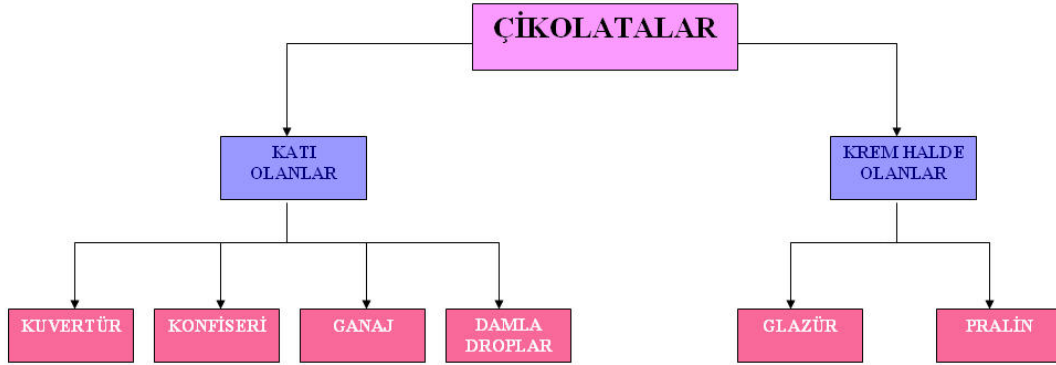 ÇİKOLATALAR
KATI
OLANLAR
KREM HALDE
OLANLAR
KUVERTÜR
KONFİSERİ
GANAJ
DAMLA
DROPLAR
GLAZÜR
PRALİN